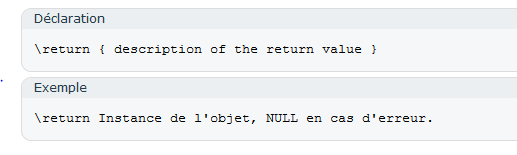 Déclaration
\return { description of the return value }
Exemple
\return Instance de l'objet, NULL en cas d'erreur.